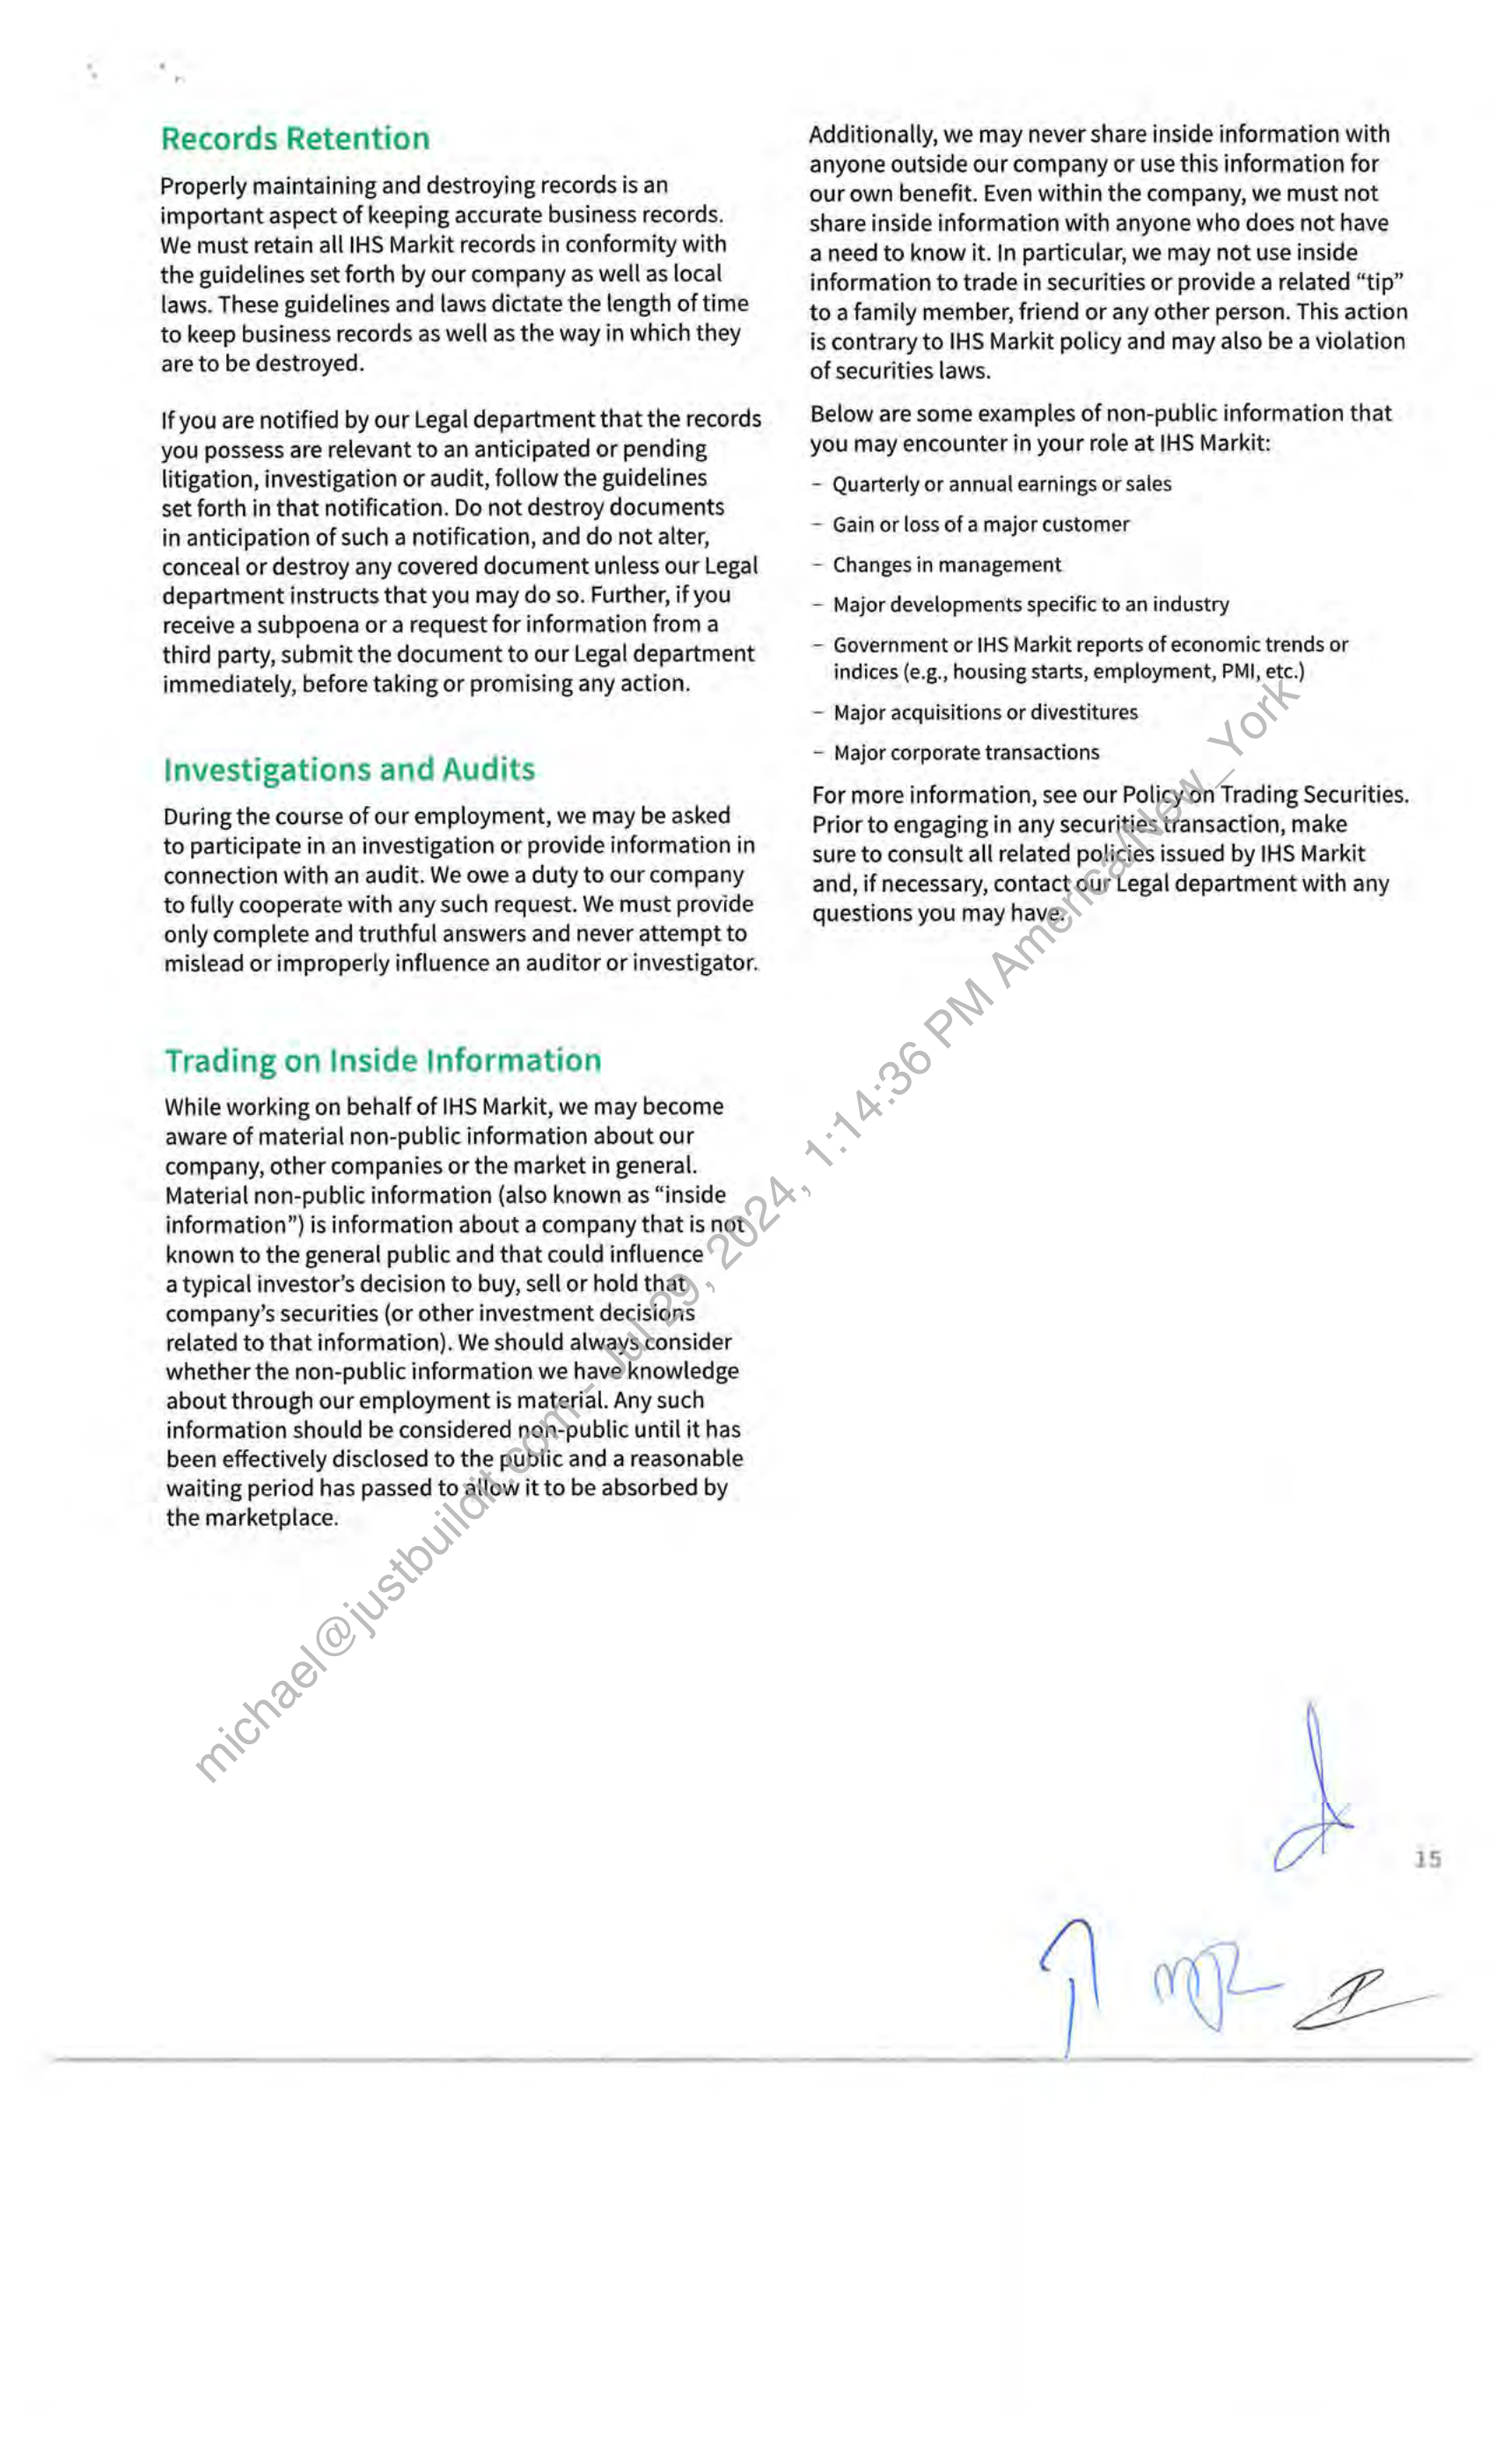 Records Retention
Properly maintaining and destroying records is an
important aspect of keeping accurate business records.
We must retain all IHS Markit records in conformity with
the guidelines set forth by our company as well as local
laws. These guidelines and laws dictate the length of time
to keep business records as well as the way in which they
are to be destroyed.
If you are notified by our Legal department that the records
you possess are relevant to an anticipated or pending
litigation, investigation or audit, follow the guidelines
set forth in that notification. Do not destroy documents
in anticipation of such a notification, and do not alter,
conceal or destroy any covered document unless our Legal
department instructs that you may do so. Further, if you
receive a subpoena or a request for information from a
third party, submit the document to our Legal department
immediately, before taking or promising any action.
Investigations and Audits
During the course of our employment, we may be asked
to participate in an investigation or provide information in
connection with an audit. We owe a duty to our company
to fully cooperate with any such request. We must provide
only complete and truthful answers and never attempt to
mislead or improperly influence an auditor or investigator.
Trading on Inside Information
While working on behalf of IHS Markit, we may become
aware of material non-public information about our
company, other companies or the market in general.
Material non-public information (also known as “inside
information”) is information about a company that is not
known to the general public and that could influence
a typical investor’s decision to buy, sell or hold that
company’s securities (or other investment decisions
related to that information). We should always consider
whether the non-public information we have knowledge
about through our employment is material. Any such
information should be considered non-public until it has
been effectively disclosed to the public and a reasonable
waiting period has passed to allow it to be absorbed by
the marketplace.
Additionally, we may never share inside information with
anyone outside our company or use this information for
our own benefit. Even within the company, we must not
share inside information with anyone who does not have
a need to know it. In particular, we may not use inside
information to trade in securities or provide a related “tip”
to a family member, friend or any other person. This action
is contrary to IHS Markit policy and may also be a violation
of securities laws.
Below are some examples of non-public information that
you may encounter in your role at IHS Markit:
– Quarterly or annual earnings or sales
– Gain or loss of a major customer
– Changes in management
– Major developments specific to an industry
– Government or IHS Markit reports of economic trends or
indices (e.g., housing starts, employment, PMI, etc.)
– Major acquisitions or divestitures
– Major corporate transactions
For more information, see our Policy on Trading Securities.
Prior to engaging in any securities transaction, make
sure to consult all related policies issued by IHS Markit
and, if necessary, contact our Legal department with any
questions you may have.
michael@justbuildit.com - Jul 29, 2024, 1:14:36 PM America/New_York
15